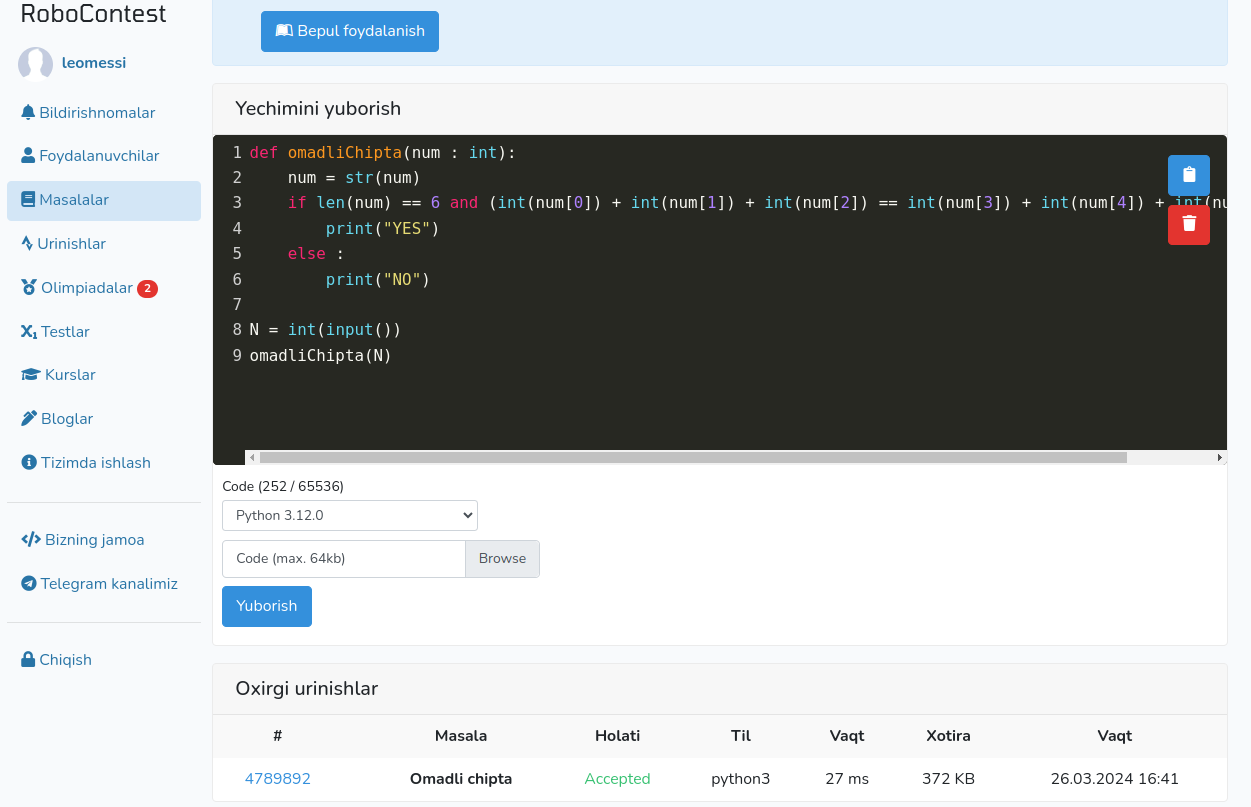 RoboContest
leomessi
Bildirishnomalar
Foydalanuvchilar
Masalalar
Urinishlar
Olimpiadalar 2
Testlar
Kurslar
Bloglar
Tizimda ishlash
Bizning jamoa
Telegram kanalimiz
Chiqish
Bepul foydalanish
Yechimini yuborish
1 def omadliChipta(num : int):
2     num = str(num)
3     if len(num) == 6 and (int(num[0]) + int(num[1]) + int(num[2]) == int(num[3]) + int(num[4]) + int(nu
4         print("YES")
5     else :
6         print("NO")
7
8 N = int(input())
9 omadliChipta(N)
Code (252 / 65536)
Python 3.12.0
Code (max. 64kb) Browse
Yuborish
Oxirgi urinishlar
# Masala Holati Til Vaqt Xotira Vaqt
4789892 Omadli chipta Accepted python3 27 ms 372 KB 26.03.2024 16:41